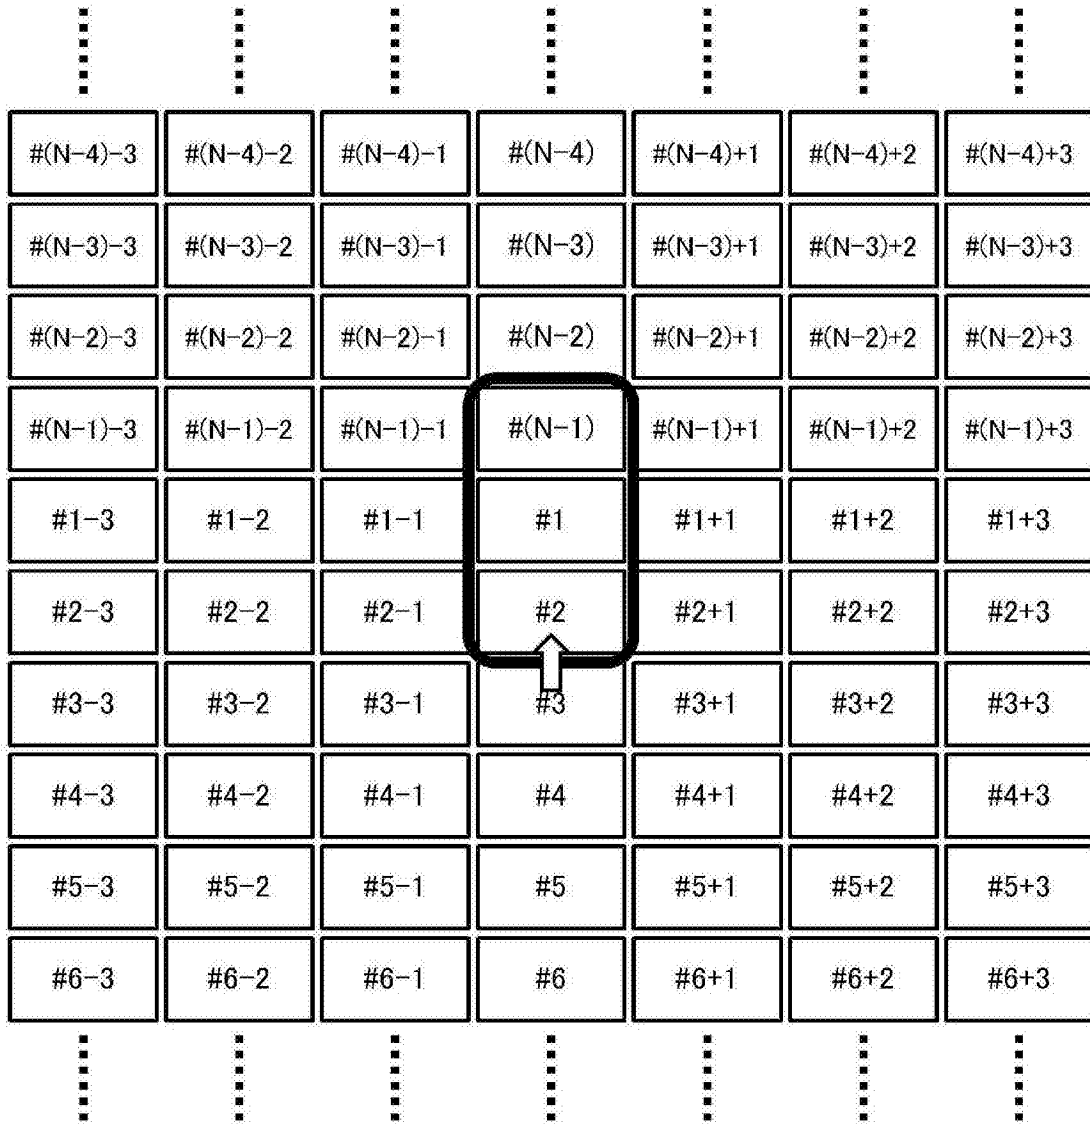 #(N-4)-3 #(N-4)-2 #(N-4)-1 #(N-4) #(N-4)+1 #(N-4)+2 #(N-4)+3
#(N-3)-3 #(N-3)-2 #(N-3)-1 #(N-3) #(N-3)+1 #(N-3)+2 #(N-3)+3
#(N-2)-3 #(N-2)-2 #(N-2)-1 #(N-2) #(N-2)+1 #(N-2)+2 #(N-2)+3
#(N-1)-3 #(N-1)-2 #(N-1)-1 #(N-1) #(N-1)+1 #(N-1)+2 #(N-1)+3
#1-3 #1-2 #1-1 #1 #1+1 #1+2 #1+3
#2-3 #2-2 #2-1 #2 #2+1 #2+2 #2+3
#3-3 #3-2 #3-1 #3 #3+1 #3+2 #3+3
#4-3 #4-2 #4-1 #4 #4+1 #4+2 #4+3
#5-3 #5-2 #5-1 #5 #5+1 #5+2 #5+3
#6-3 #6-2 #6-1 #6 #6+1 #6+2 #6+3